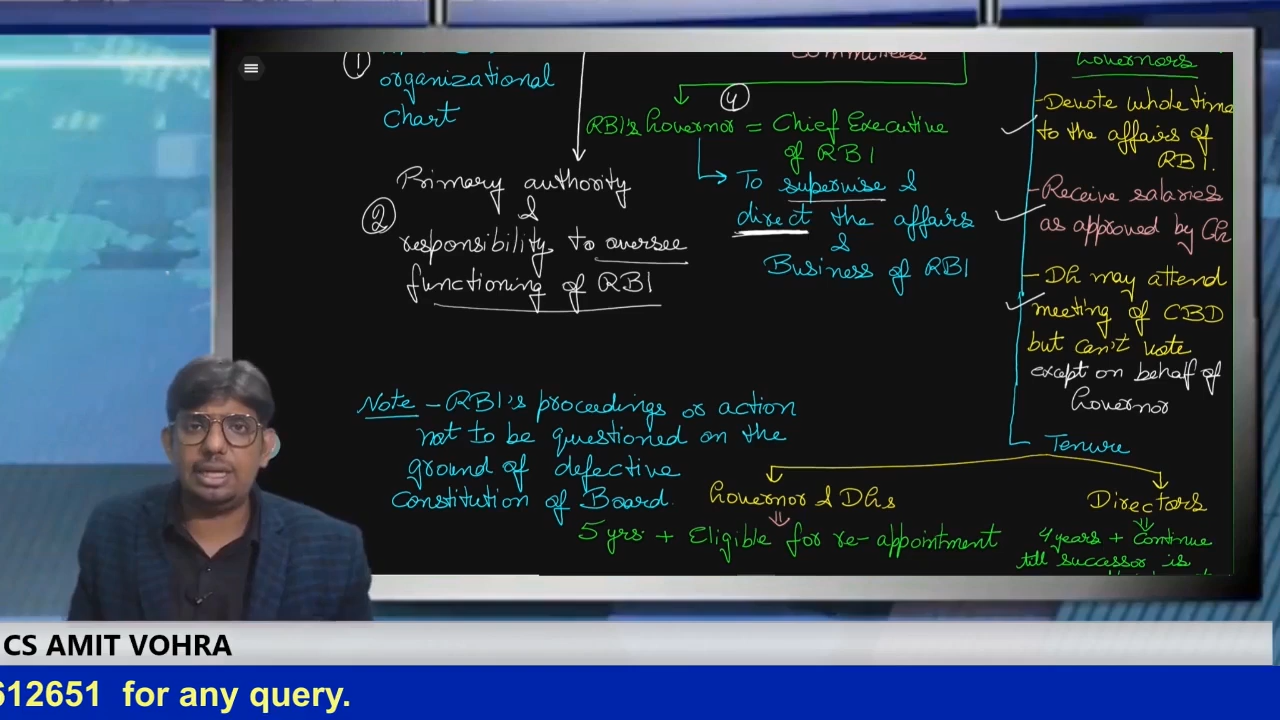 Committees
1
organizational
chart
4
RBI's Governor = Chief Executive
of RBI
To supervise &
direct the affairs
&
Business of RBI
Primary authority
&
2
responsibility to oversee
functioning of RBI
Governors
- Devote whole time
to the affairs of
RBI.
- Receive salaries
as approved by CG
- DG may attend
meeting of CBD
but can't vote
except on behalf of
Governor
Tenure
Note - RBI's proceedings or action
not to be questioned on the
ground of defective
Constitution of Board.
Governor & DGs
5 yrs + Eligible for re-appointment
Directors
4 years + Continue
till successor is
CS AMIT VOHRA
612651 for any query.